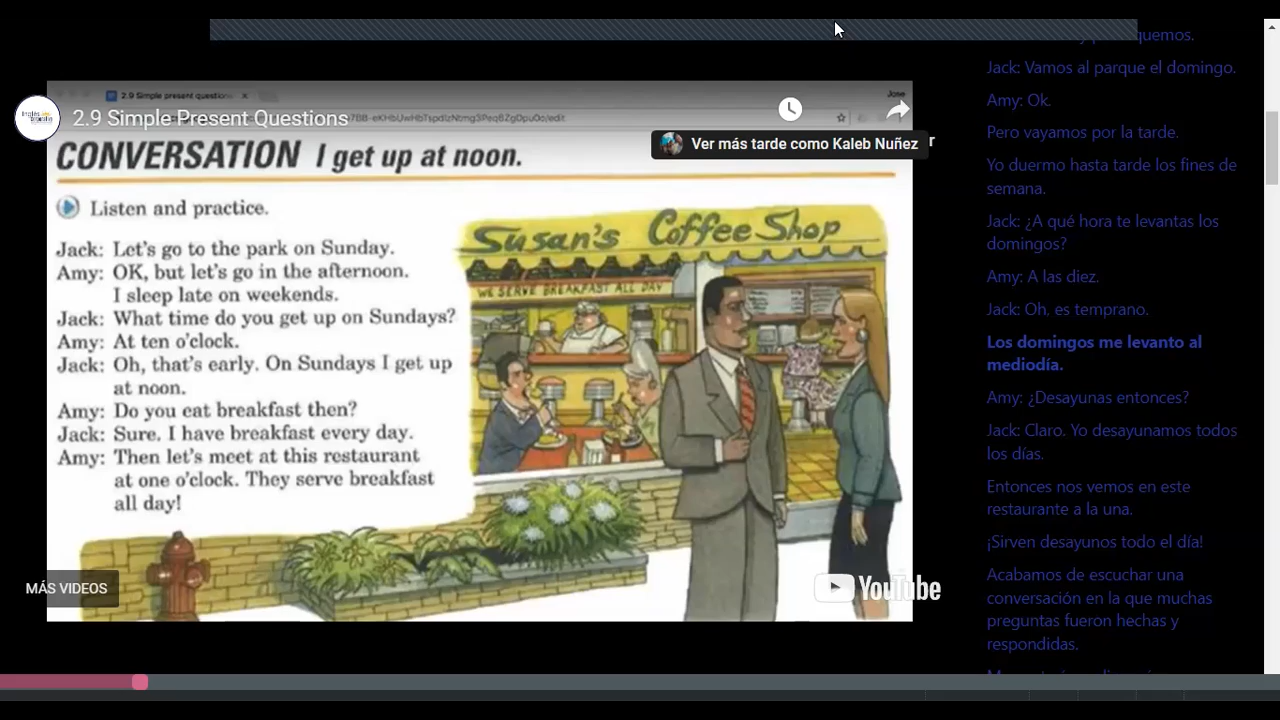 2.9 Simple present question
Jose
7BB-eKHbUwHbTspdIzNtmg3Peq6ZgOpu0o/edit
2.9 Simple Present Questions
Ver más tarde como Kaleb Nuñez
r
CONVERSATION I get up at noon.
Listen and practice.
Jack: Let's go to the park on Sunday.
Amy: OK, but let's go in the afternoon.
I sleep late on weekends.
Jack: What time do you get up on Sundays?
Amy: At ten o'clock.
Jack: Oh, that's early. On Sundays I get up
at noon.
Amy: Do you eat breakfast then?
Jack: Sure. I have breakfast every day.
Amy: Then let's meet at this restaurant
at one o'clock. They serve breakfast
all day!
Susan's Coffee Shop
WE SERVE BREAKFAST ALL DAY
MÁS VIDEOS
YouTube
quemos.
Jack: Vamos al parque el domingo.
Amy: Ok.
Pero vayamos por la tarde.
Yo duermo hasta tarde los fines de
semana.
Jack: ¿A qué hora te levantas los
domingos?
Amy: A las diez.
Jack: Oh, es temprano.
Los domingos me levanto al
mediodía.
Amy: ¿Desayunas entonces?
Jack: Claro. Yo desayunamos todos
los días.
Entonces nos vemos en este
restaurante a la una.
¡Sirven desayunos todo el día!
Acabamos de escuchar una
conversación en la que muchas
preguntas fueron hechas y
respondidas.